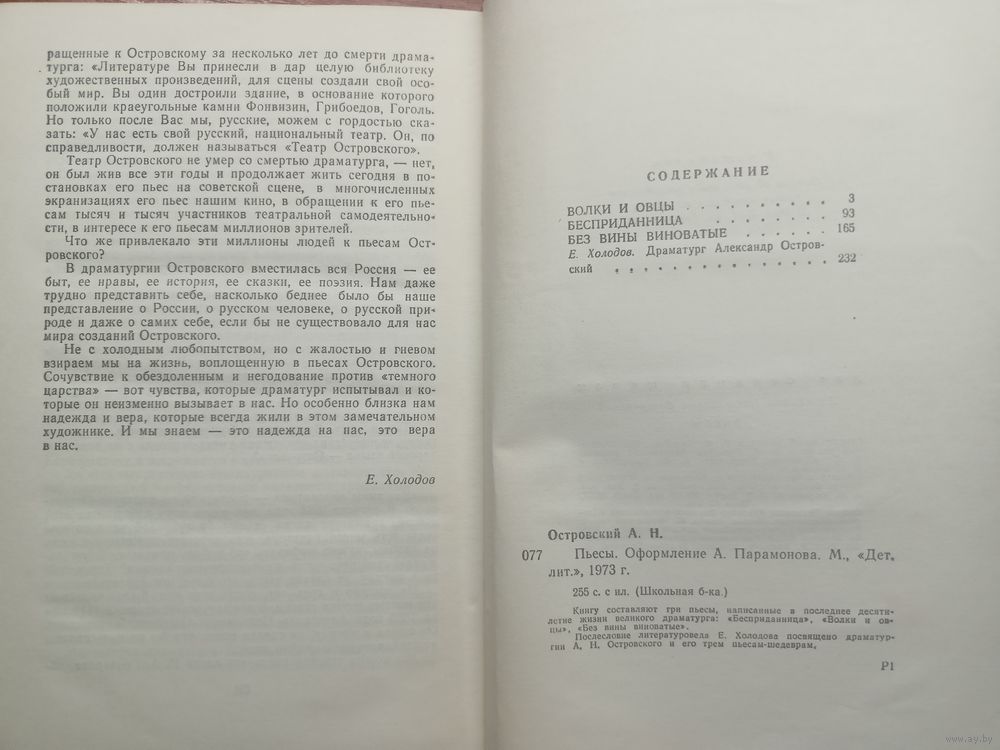 ращенные к Островскому за несколько лет до смерти драма-
турга: «Литературе Вы принесли в дар целую библиотеку
художественных произведений, для сцены создали свой осо-
бый мир. Вы один достроили здание, в основание которого
положили краеугольные камни Фонвизин, Грибоедов, Гоголь.
Но только после Вас мы, русские, можем с гордостью ска-
зать: «У нас есть свой русский, национальный театр. Он, по
справедливости, должен называться «Театр Островского».
Театр Островского не умер со смертью драматурга, — нет,
он был жив все эти годы и продолжает жить сегодня в по-
становках его пьес на советской сцене, в многочисленных
экранизациях его пьес нашим кино, в обращении к его пье-
сам тысяч и тысяч участников театральной самодеятельно-
сти, в интересе к его пьесам миллионов зрителей.
Что же привлекало эти миллионы людей к пьесам Ост-
ровского?
В драматургии Островского вместилась вся Россия — ее
быт, ее нравы, ее история, ее сказки, ее поэзия. Нам даже
трудно представить себе, насколько беднее было бы наше
представление о России, о русском человеке, о русской при-
роде и даже о самих себе, если бы не существовало для нас
мира созданий Островского.
Не с холодным любопытством, но с жалостью и гневом
взираем мы на жизнь, воплощенную в пьесах Островского.
Сочувствие к обездоленным и негодование против «темного
царства» — вот чувства, которые драматург испытывал и ко-
торые он неизменно вызывает в нас. Но особенно близка нам
надежда и вера, которые всегда жили в этом замечательном
художнике. И мы знаем — это надежда на нас, это вера
в нас.
Е. Холодов
СОДЕРЖАНИЕ
ВОЛКИ И ОВЦЫ . . . . . . . . . . 3
БЕСПРИДАННИЦА . . . . . . . . 93
БЕЗ ВИНЫ ВИНОВАТЫЕ . . . . . . 165
Е. Холодов. Драматург Александр Остров-
ский . . . . . . . . . . . . . . . 232
Островский А. Н.
077 Пьесы. Оформление А. Парамонова. М., «Дет.
лит.», 1973 г.
255 с. с ил. (Школьная б-ка.)
Книгу составляют три пьесы, написанные в последнее десяти-
летие жизни великого драматурга: «Бесприданница», «Волки и ов-
цы», «Без вины виноватые».
Послесловие литературоведа Е. Холодова посвящено драматур-
гии А. Н. Островского и его трем пьесам-шедеврам.
Р1
www.ay.by